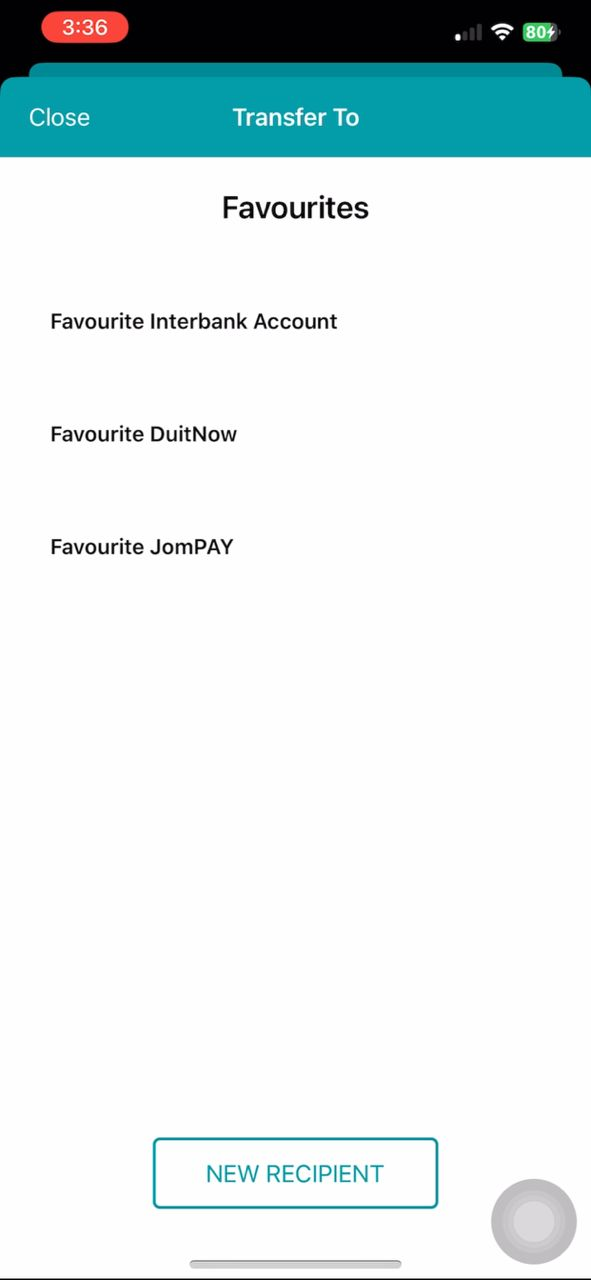 3:36
80
Close
Transfer To
Favourites
Favourite Interbank Account
Favourite DuitNow
Favourite JomPAY
NEW RECIPIENT